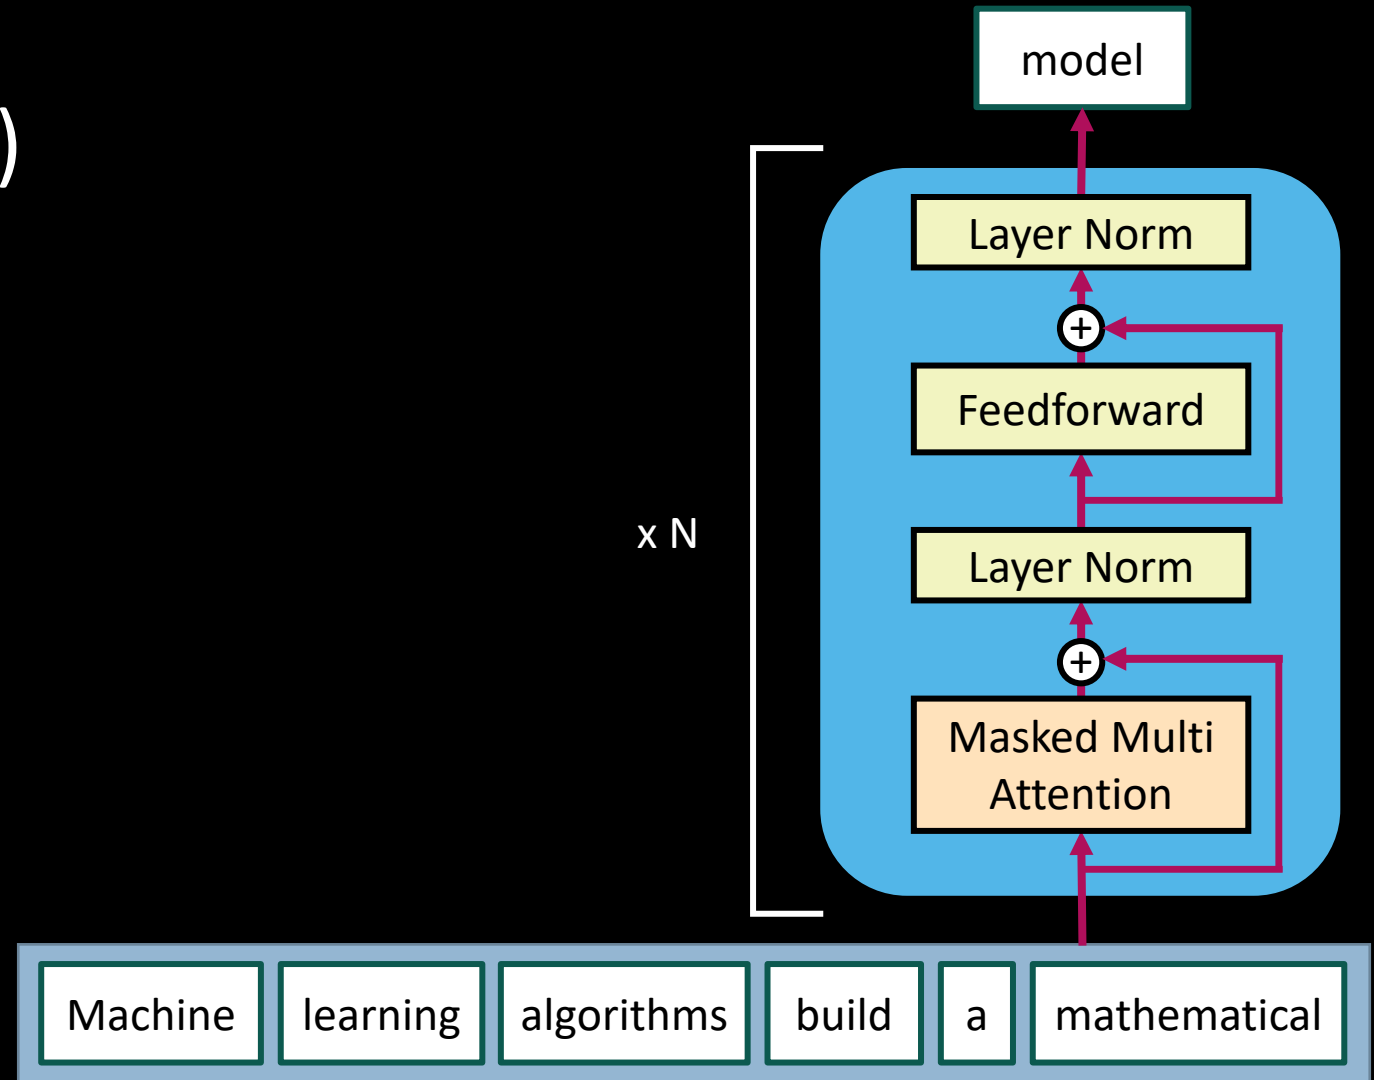 )
model
Layer Norm
+
Feedforward
x N
Layer Norm
+
Masked Multi
Attention
Machine learning algorithms build a mathematical